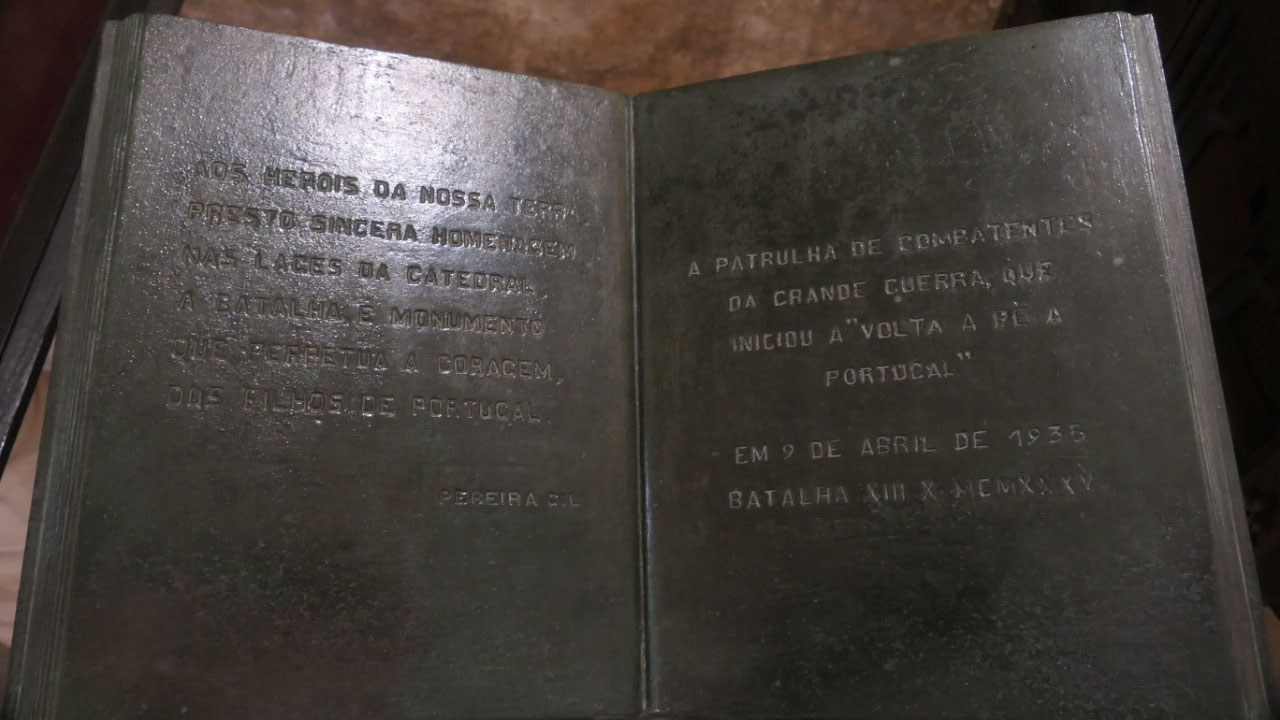 AOS HEROIS DA NOSSA TERRA
PRESTO SINCERA HOMENAGEM
NAS LAGES DA CATEDRAL,
A BATALHA, É MONUMENTO
QUE PERPETUA A CORAGEM,
DOS FILHOS, DE PORTUGAL.
PEREIRA GIL
A PATRULHA DE COMBATENTES
DA GRANDE GUERRA, QUE
INICIOU A "VOLTA A PÉ A
PORTUGAL"
EM 9 DE ABRIL DE 1935
BATALHA XIII X MCMXXXV